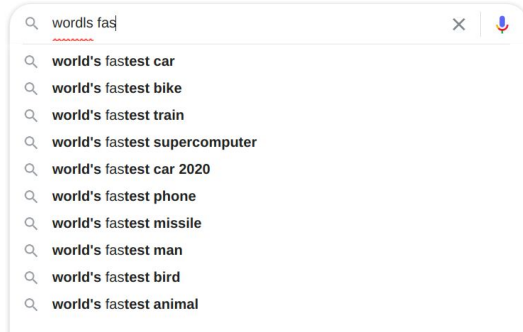 wordls fas
world's fastest car
world's fastest bike
world's fastest train
world's fastest supercomputer
world's fastest car 2020
world's fastest phone
world's fastest missile
world's fastest man
world's fastest bird
world's fastest animal